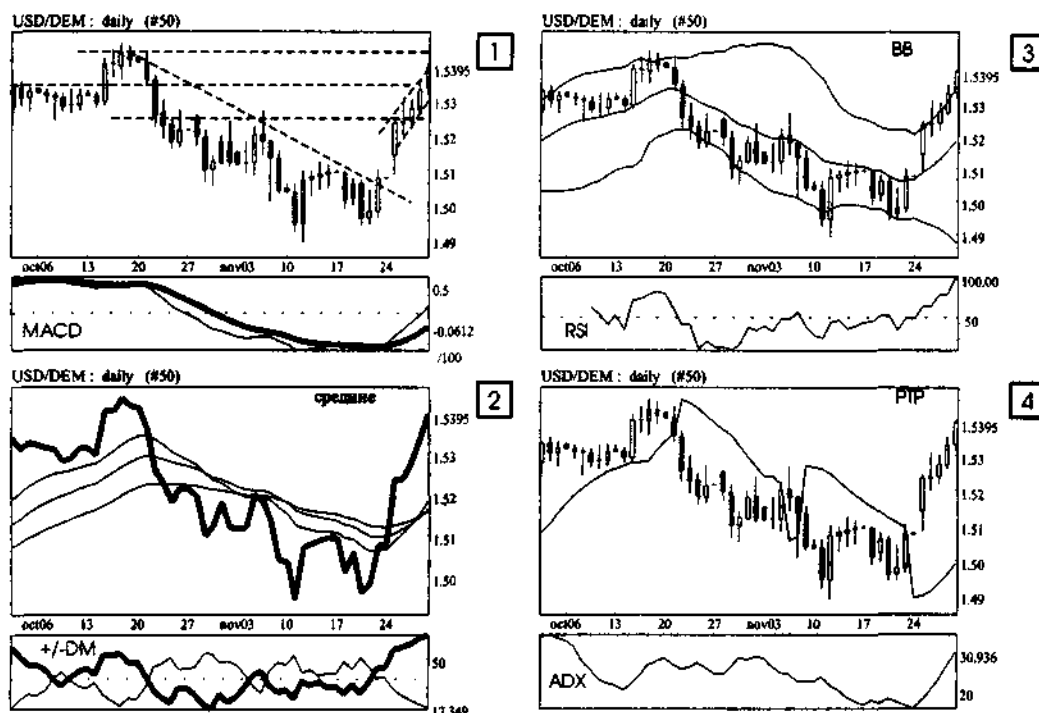 USD/DEM : daily (#50)
1
1.5395
1.53
1.52
1.51
1.50
1.49
oct06 13 20 27 nov03 10 17 24
MACD
0.5
-0.0612
/100
USD/DEM : daily (#50)
средние
2
1.5395
1.53
1.52
1.51
1.50
oct06 13 20 27 nov03 10 17 24
+/-DM
50
17.349
USD/DEM : daily (#50)
BB
3
1.5395
1.53
1.52
1.51
1.50
1.49
oct06 13 20 27 nov03 10 17 24
RSI
100.00
50
USD/DEM : daily (#50)
PTP
4
1.5395
1.53
1.52
1.51
1.50
1.49
oct06 13 20 27 nov03 10 17 24
ADX
30.936
20